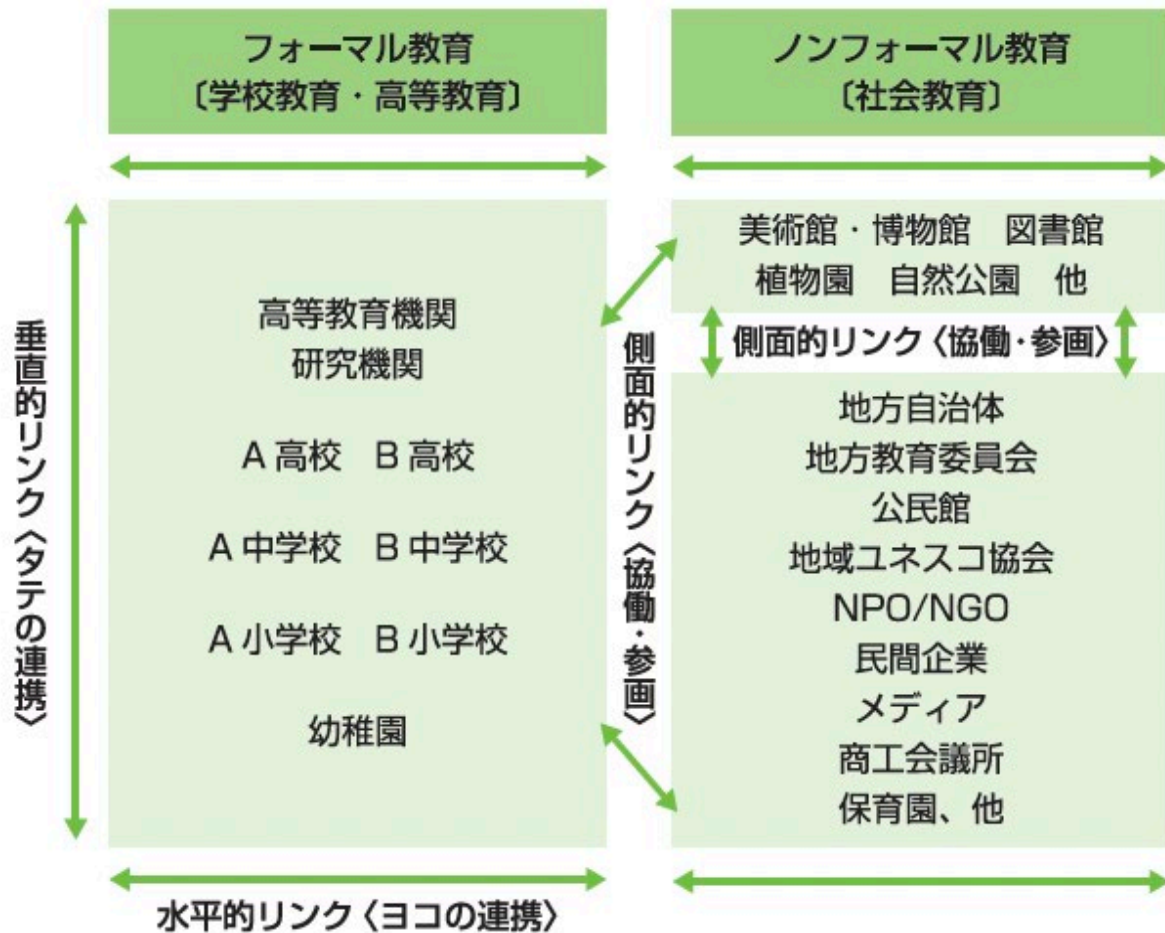 フォーマル教育
〔学校教育・高等教育〕
ノンフォーマル教育
〔社会教育〕
垂直的リンク〈タテの連携〉
高等教育機関
研究機関
A 高校　B 高校
A 中学校　B 中学校
A 小学校　B 小学校
幼稚園
水平的リンク〈ヨコの連携〉
側面的リンク〈協働・参画〉
美術館・博物館　図書館
植物園　自然公園　他
側面的リンク〈協働・参画〉
地方自治体
地方教育委員会
公民館
地域ユネスコ協会
NPO/NGO
民間企業
メディア
商工会議所
保育園、他